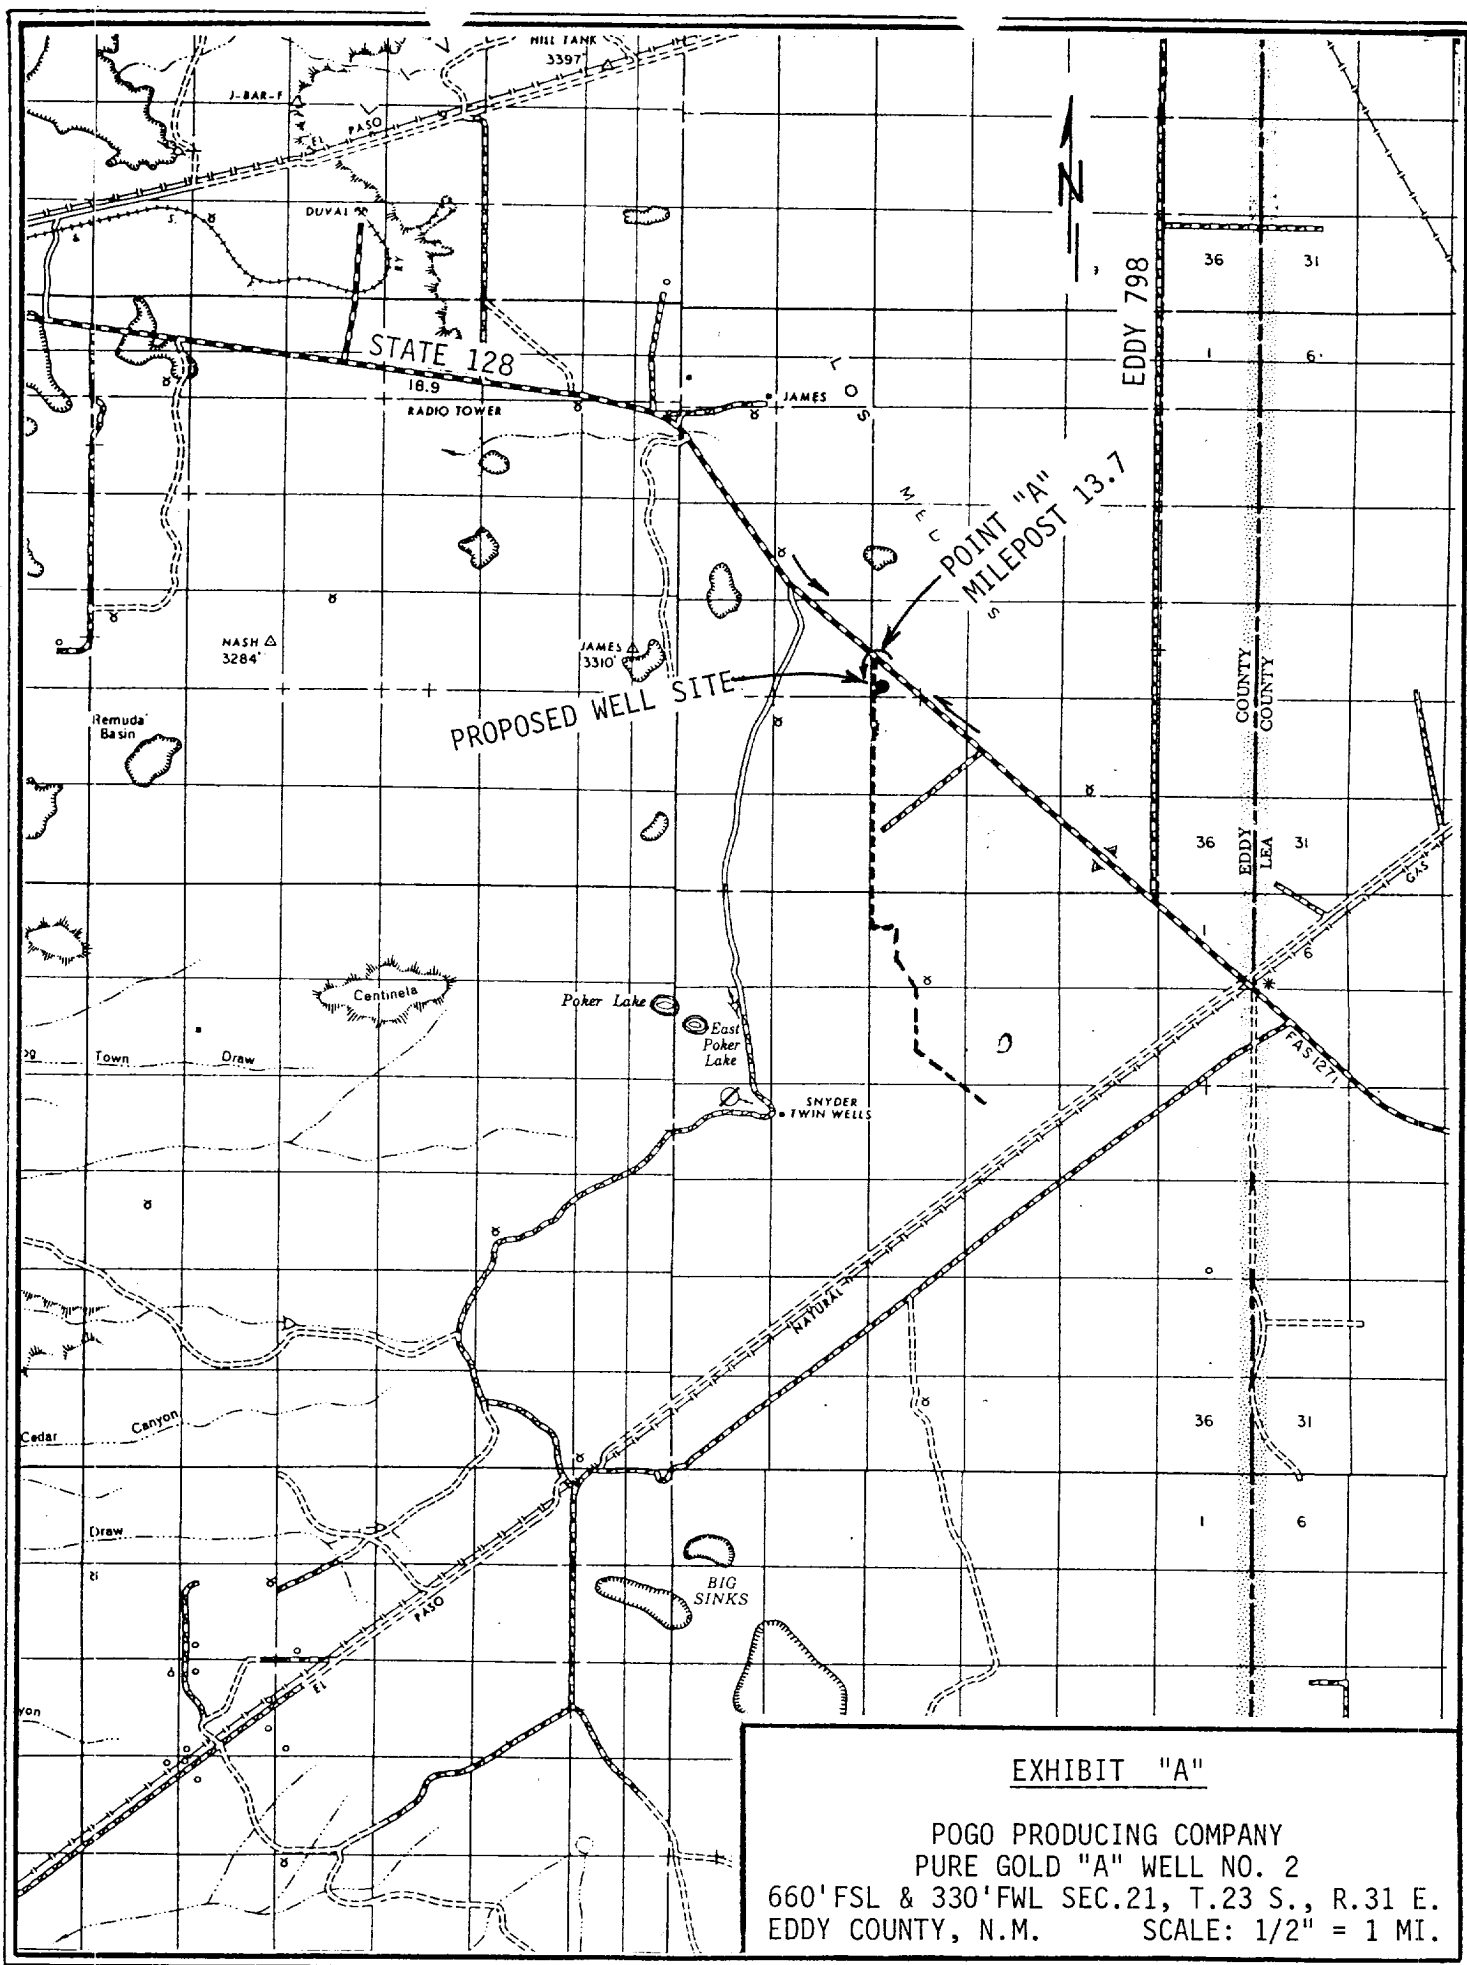 HILL TANK
3397'
J-BAR-F
EL PASO
DUVAL
S.
RY
36
31
EDDY 798
STATE 128
18.9
RADIO TOWER
1
6
JAMES
LOS
MEDANOS
POINT "A"
MILEPOST 13.7
NASH
3284'
JAMES
3310'
PROPOSED WELL SITE
COUNTY
COUNTY
Remuda
Basin
36
EDDY
LEA
31
GAS
1
6
Centinela
Poker Lake
East
Poker
Lake
Town Draw
FAS 1271
SNYDER
TWIN WELLS
NATURAL
Cedar Canyon
36
31
Draw
1
6
BIG
SINKS
PASO
EL
yon
EXHIBIT "A"
POGO PRODUCING COMPANY
PURE GOLD "A" WELL NO. 2
660'FSL & 330'FWL SEC.21, T.23 S., R.31 E.
EDDY COUNTY, N.M. SCALE: 1/2" = 1 MI.